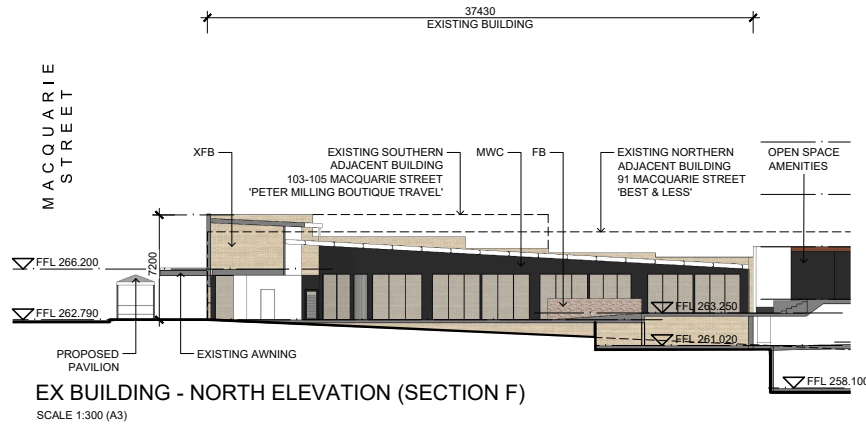 37430
EXISTING BUILDING
MACQUARIE
STREET
XFB
EXISTING SOUTHERN
ADJACENT BUILDING
103-105 MACQUARIE STREET
'PETER MILLING BOUTIQUE TRAVEL'
MWC
FB
EXISTING NORTHERN
ADJACENT BUILDING
91 MACQUARIE STREET
'BEST & LESS'
OPEN SPACE
AMENITIES
FFL 266.200
7200
FFL 262.790
FFL 263.250
FFL 261.020
PROPOSED
PAVILION
EXISTING AWNING
FFL 258.100
EX BUILDING - NORTH ELEVATION (SECTION F)
SCALE 1:300 (A3)